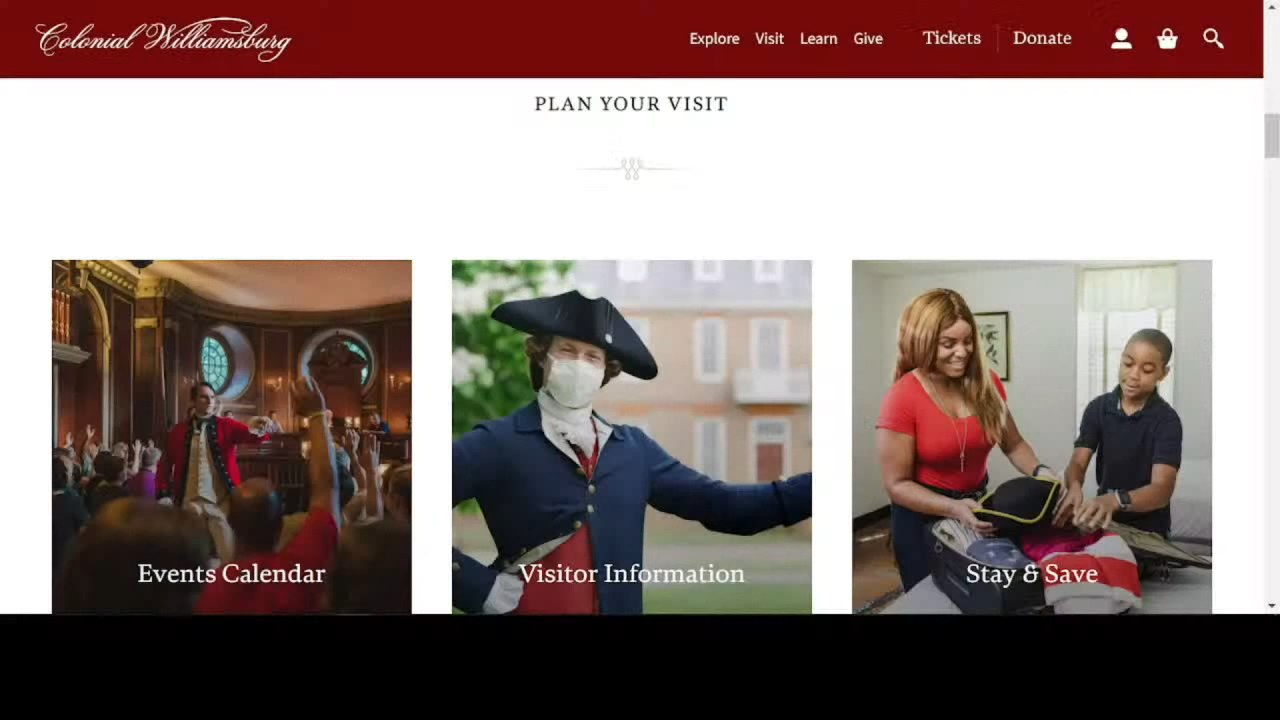 Colonial Williamsburg
Explore Visit Learn Give Tickets Donate
PLAN YOUR VISIT
Events Calendar
Visitor Information
Stay & Save